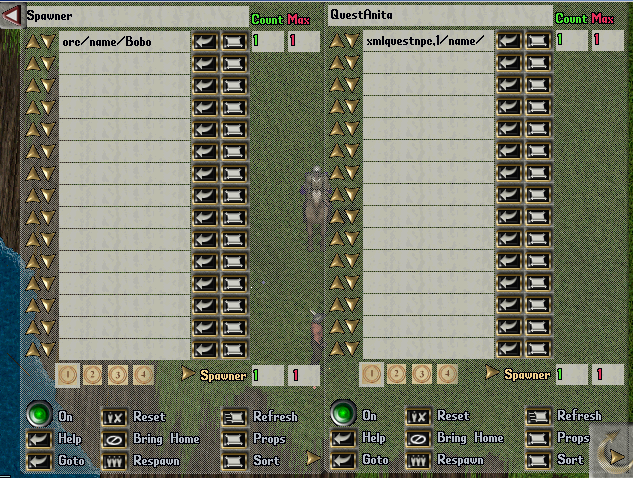 Spawner Count Max
orc/name/Bobo 1 1
1 2 3 4 Spawner 1 1
On Reset Refresh
Help Bring Home Props
Goto Respawn Sort
QuestAnita Count Max
xmlquestnpc,1/name/ 1 1
1 2 3 4 Spawner 1 1
On Reset Refresh
Help Bring Home Props
Goto Respawn Sort